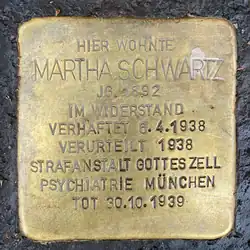 HIER WOHNTE
MARTHA SCHWARTZ
JG. 1892
IM WIDERSTAND
VERHAFTET 6.4.1938
VERURTEILT 1938
STRAFANSTALT GOTTESZELL
PSYCHIATRIE MÜNCHEN
TOT 30.10.1939